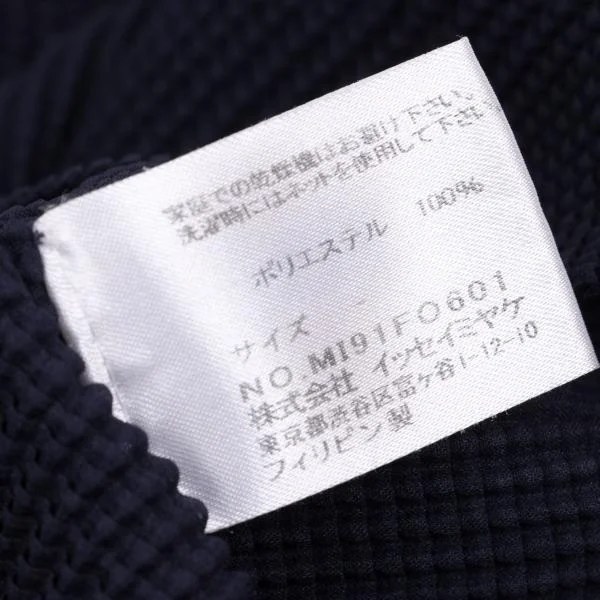 家庭での乾燥機はお避け下さい。
洗濯時にはネットを使用して下さい
ポリエステル 100%
サイズ -
NO.MI91FO601
株式会社 イッセイミヤケ
東京都渋谷区富ケ谷1-12-10
フィリピン製